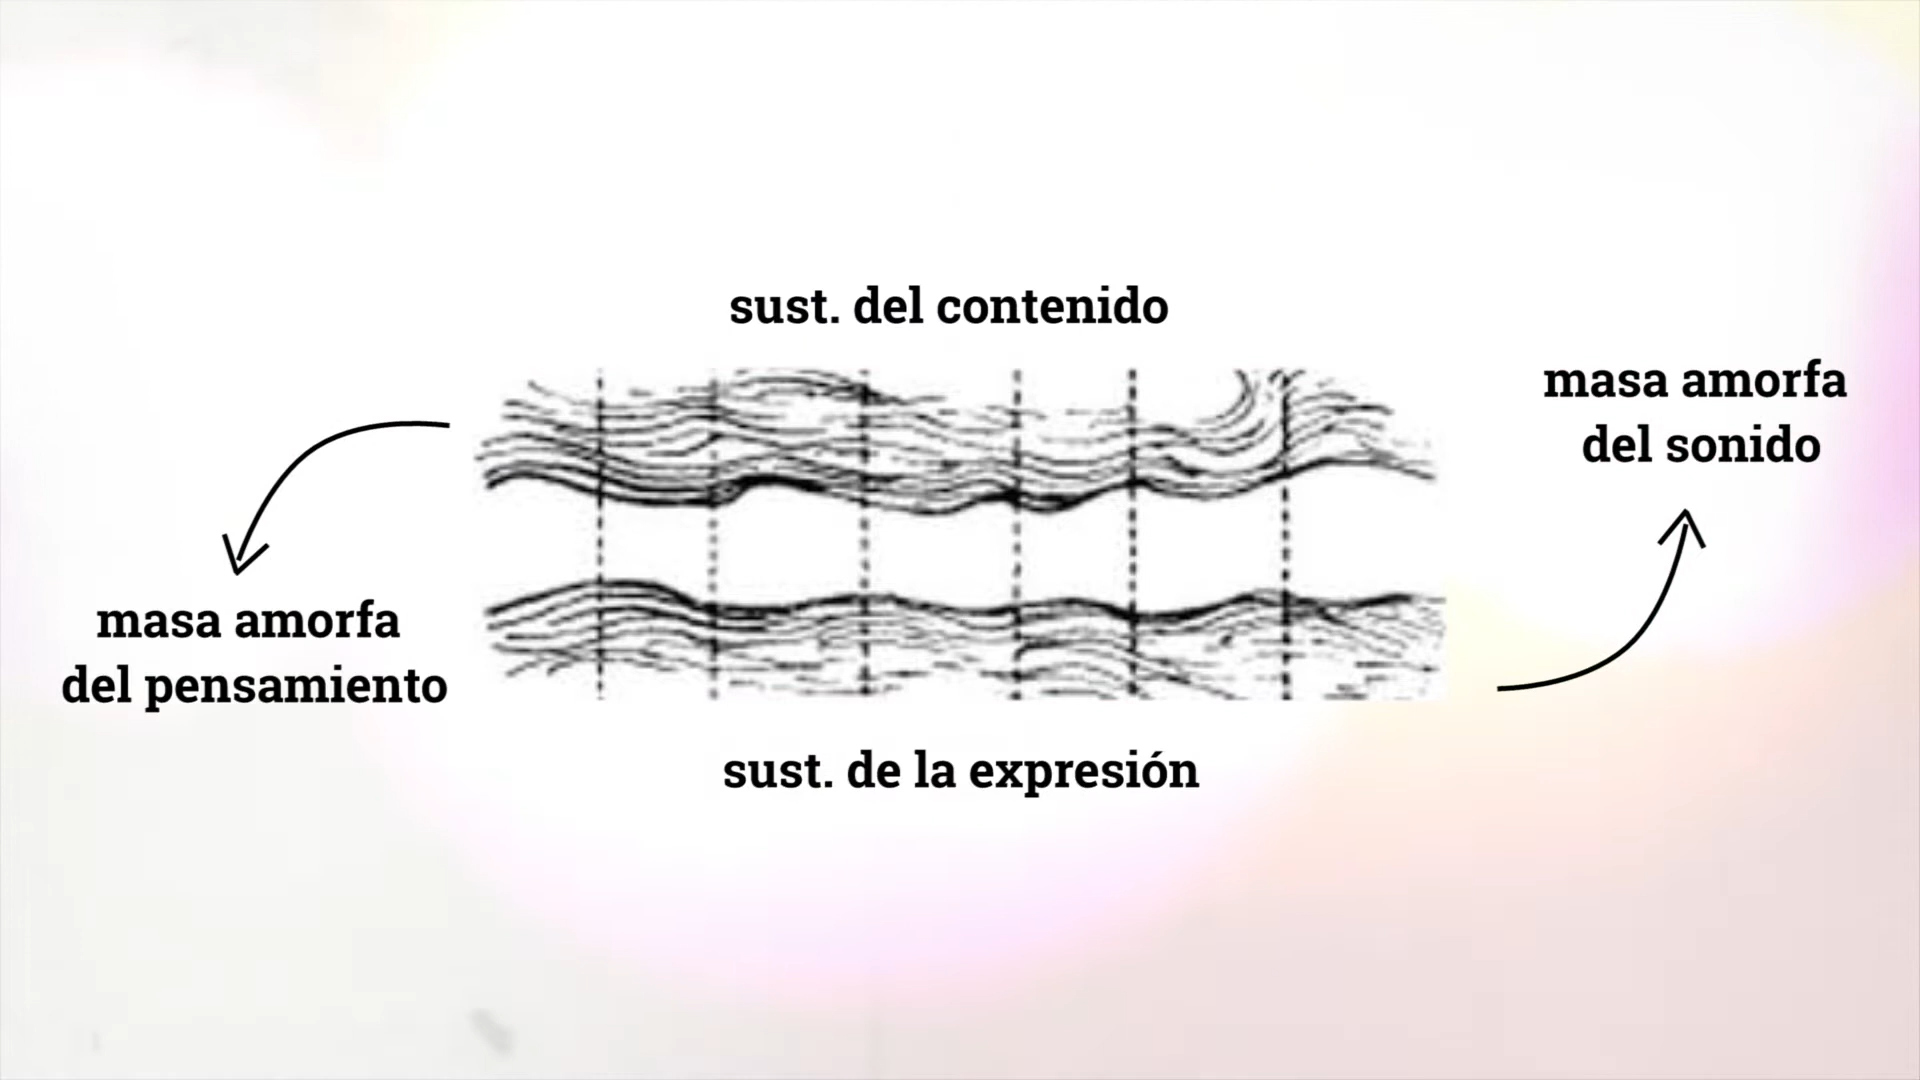 sust. del contenido
masa amorfa
del sonido
masa amorfa
del pensamiento
sust. de la expresión